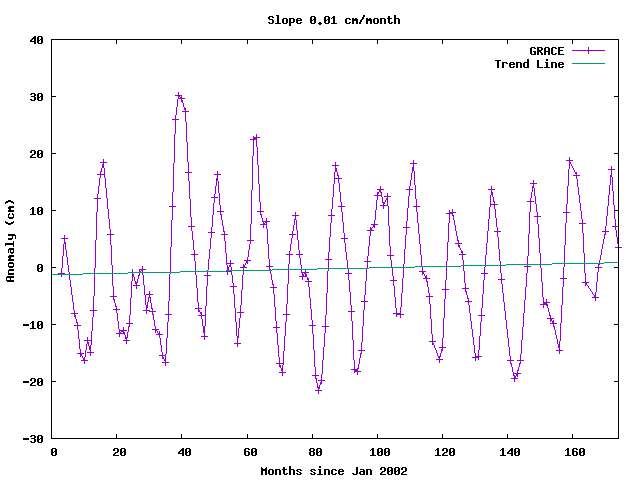 Slope 0.01 cm/month
40
30
20
10
0
-10
-20
-30
Anomaly (cm)
GRACE
Trend Line
0 20 40 60 80 100 120 140 160
Months since Jan 2002